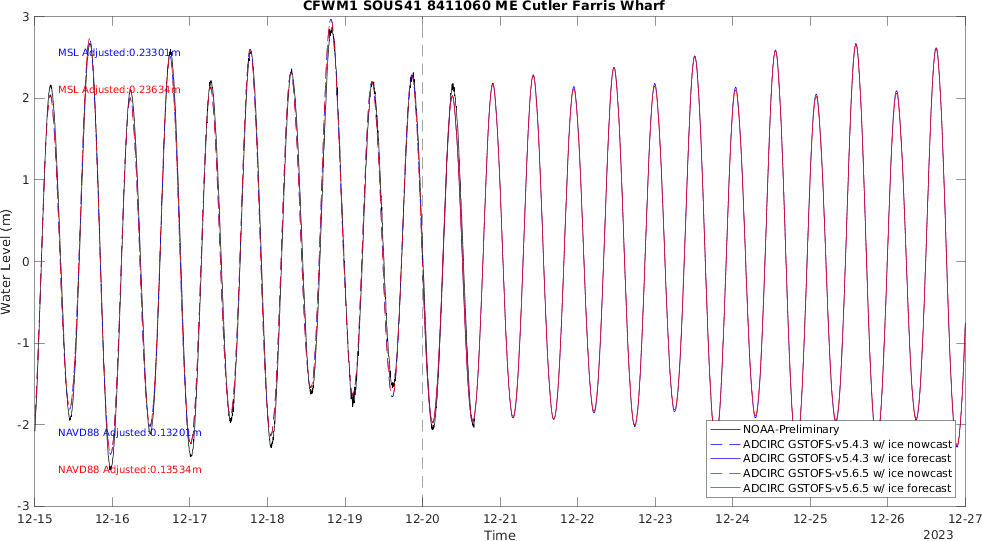 CFWM1 SOUS41 8411060 ME Cutler Farris Wharf
3
2
1
0
-1
-2
-3
Water Level (m)
MSL Adjusted:0.23301m
MSL Adjusted:0.23634m
NAVD88 Adjusted:0.13201m
NAVD88 Adjusted:0.13534m
NOAA-Preliminary
ADCIRC GSTOFS-v5.4.3 w/ ice nowcast
ADCIRC GSTOFS-v5.4.3 w/ ice forecast
ADCIRC GSTOFS-v5.6.5 w/ ice nowcast
ADCIRC GSTOFS-v5.6.5 w/ ice forecast
12-15 12-16 12-17 12-18 12-19 12-20 12-21 12-22 12-23 12-24 12-25 12-26 12-27
Time
2023